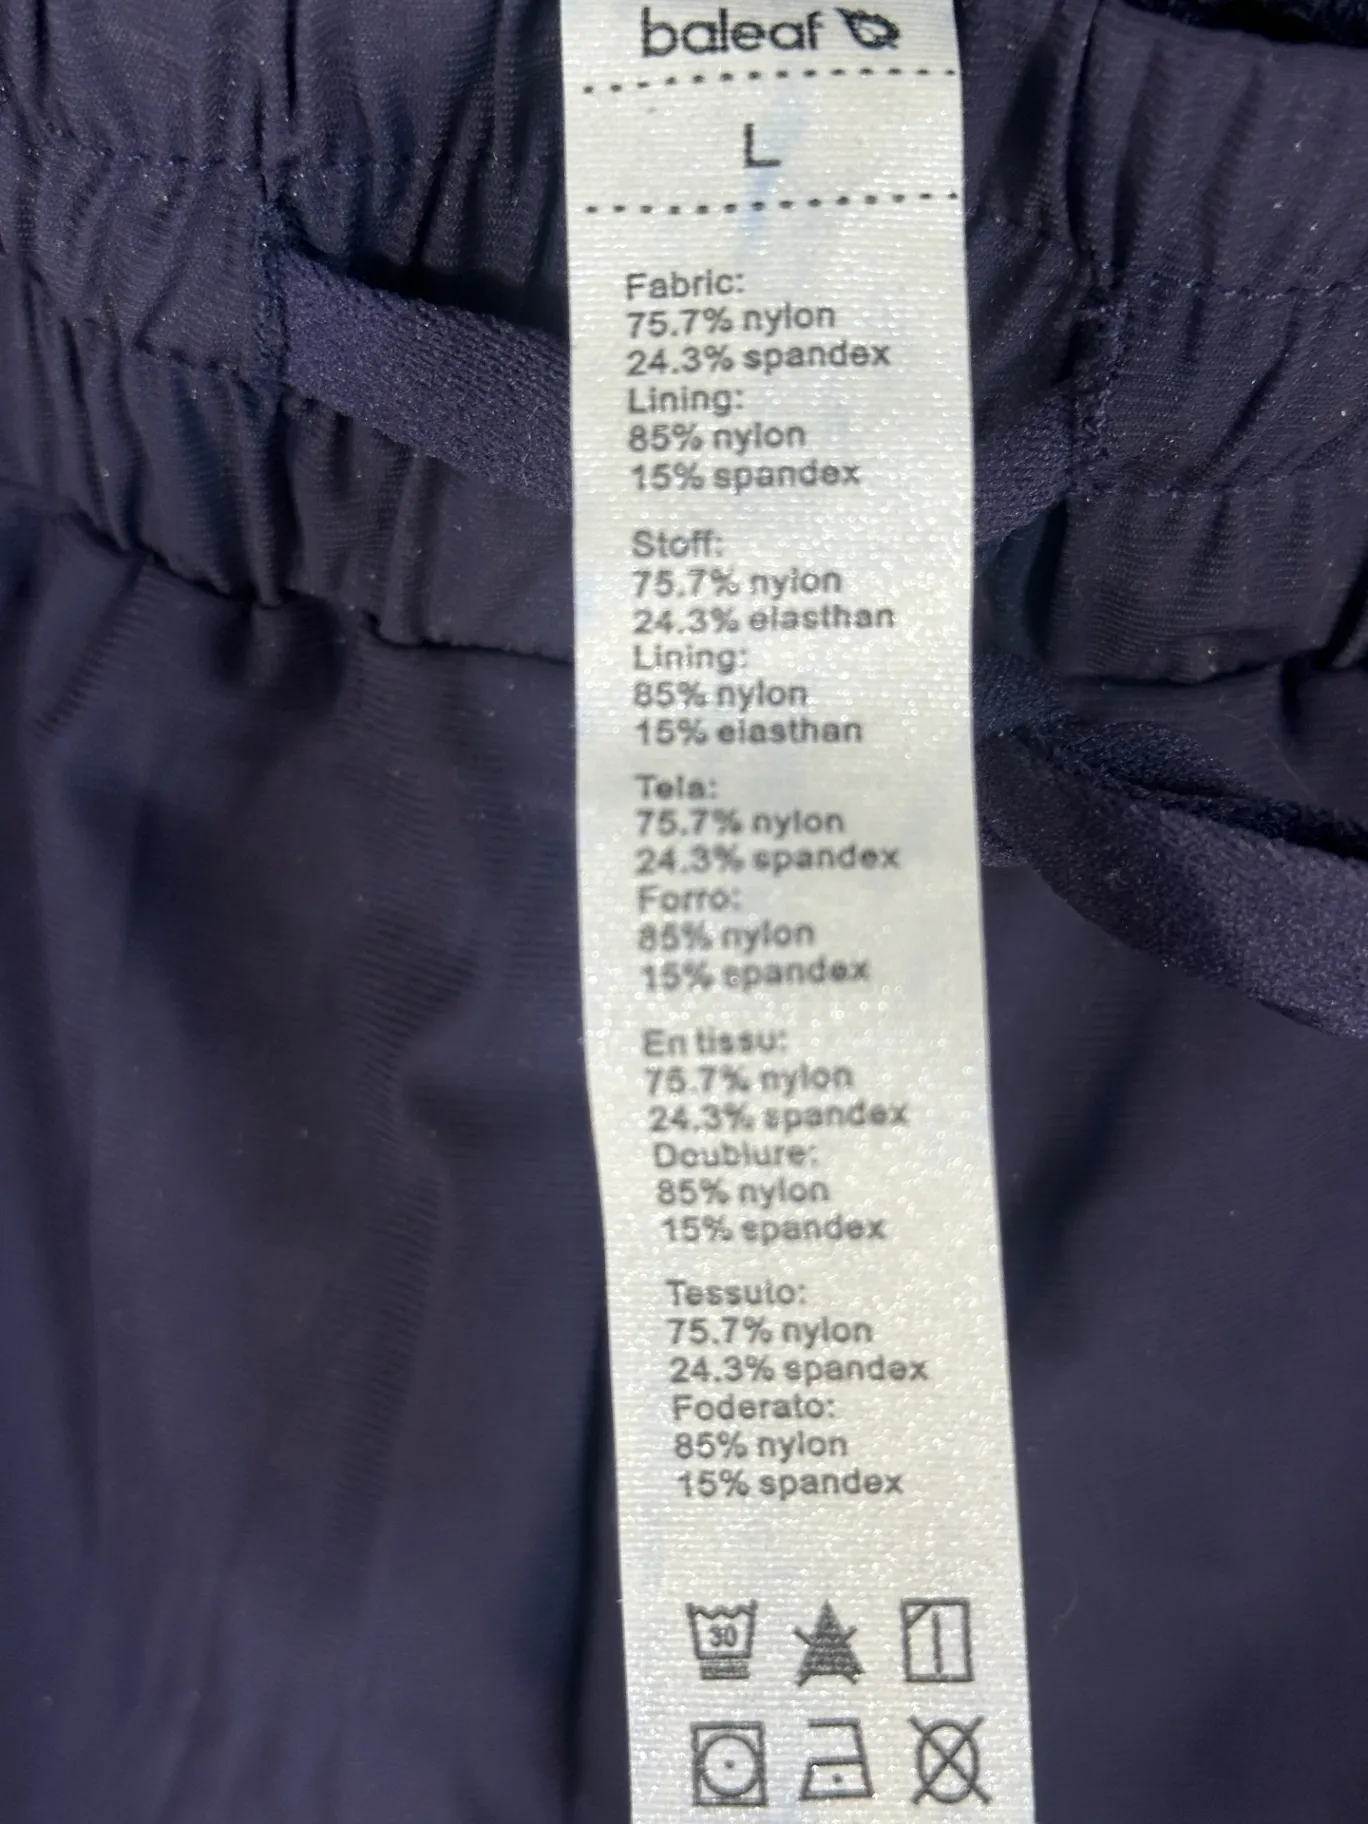 baleaf
L
Fabric:
75.7% nylon
24.3% spandex
Lining:
85% nylon
15% spandex
Stoff:
75.7% nylon
24.3% elasthan
Lining:
85% nylon
15% elasthan
Tela:
75.7% nylon
24.3% spandex
Forro:
85% nylon
15% spandex
En tissu:
75.7% nylon
24.3% spandex
Doublure:
85% nylon
15% spandex
Tessuto:
75.7% nylon
24.3% spandex
Foderato:
85% nylon
15% spandex
30